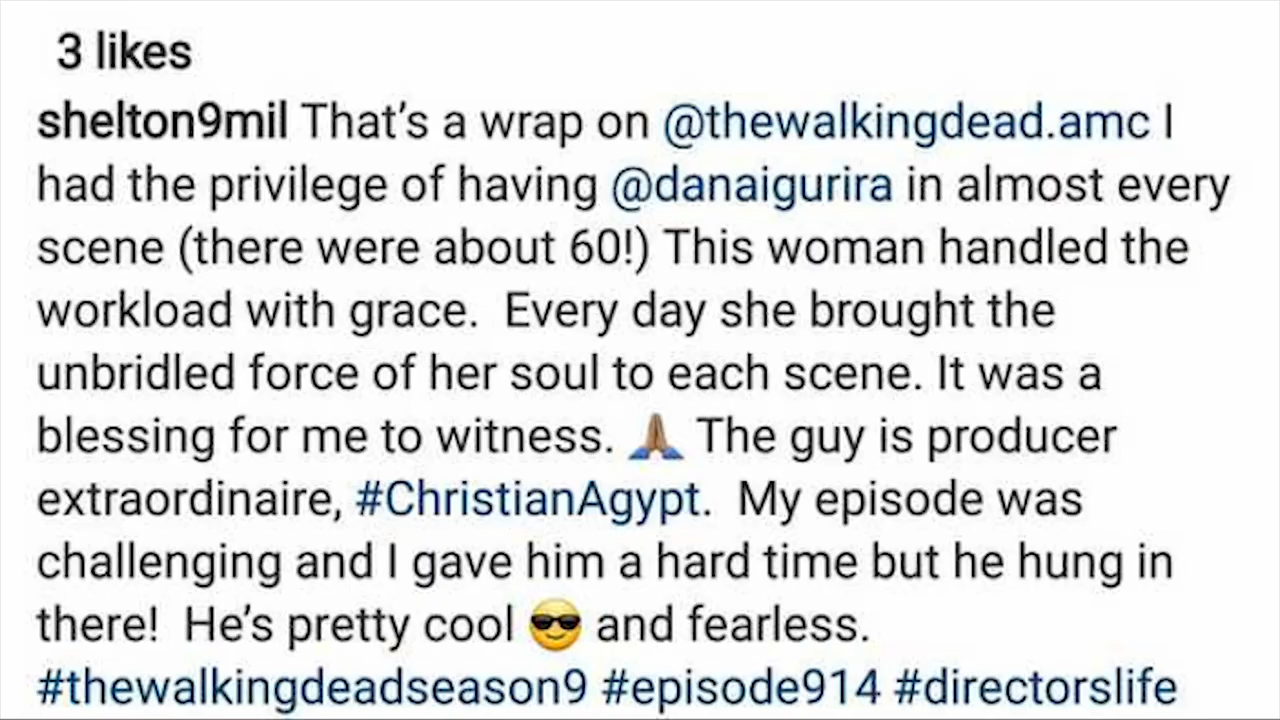 3 likes
shelton9mil That's a wrap on @thewalkingdead.amc I
had the privilege of having @danaigurira in almost every
scene (there were about 60!) This woman handled the
workload with grace.  Every day she brought the
unbridled force of her soul to each scene. It was a
blessing for me to witness. 🙏🏽 The guy is producer
extraordinaire, #ChristianAgypt.  My episode was
challenging and I gave him a hard time but he hung in
there!  He's pretty cool 😎 and fearless.
#thewalkingdeadseason9 #episode914 #directorslife